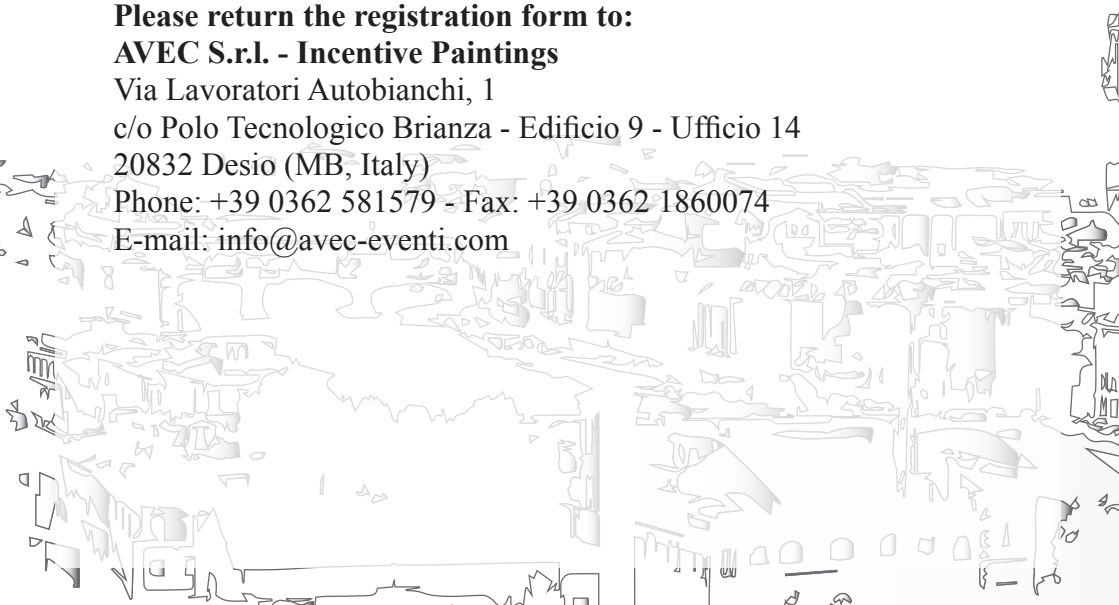 Please return the registration form to:
AVEC S.r.l. - Incentive Paintings
Via Lavoratori Autobianchi, 1
c/o Polo Tecnologico Brianza - Edificio 9 - Ufficio 14
20832 Desio (MB, Italy)
Phone: +39 0362 581579 - Fax: +39 0362 1860074
E-mail: info@avec-eventi.com